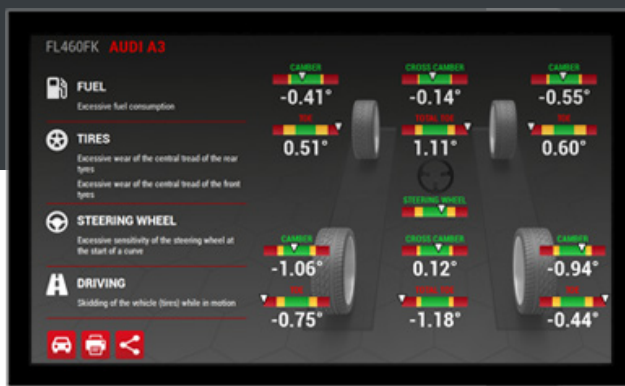 FL460FK AUDI A3
FUEL
Excessive fuel consumption
TIRES
Excessive wear of the central tread of the rear
tyres
Excessive wear of the central tread of the front
tyres
STEERING WHEEL
Excessive sensitivity of the steering wheel at
the start of a curve
DRIVING
Skidding of the vehicle (tires) while in motion
CAMBER CROSS CAMBER CAMBER
-0.41° -0.14° -0.55°
TOE TOTAL TOE TOE
0.51° 1.11° 0.60°
STEERING WHEEL
CAMBER CROSS CAMBER CAMBER
-1.06° 0.12° -0.94°
TOE TOTAL TOE TOE
-0.75° -1.18° -0.44°